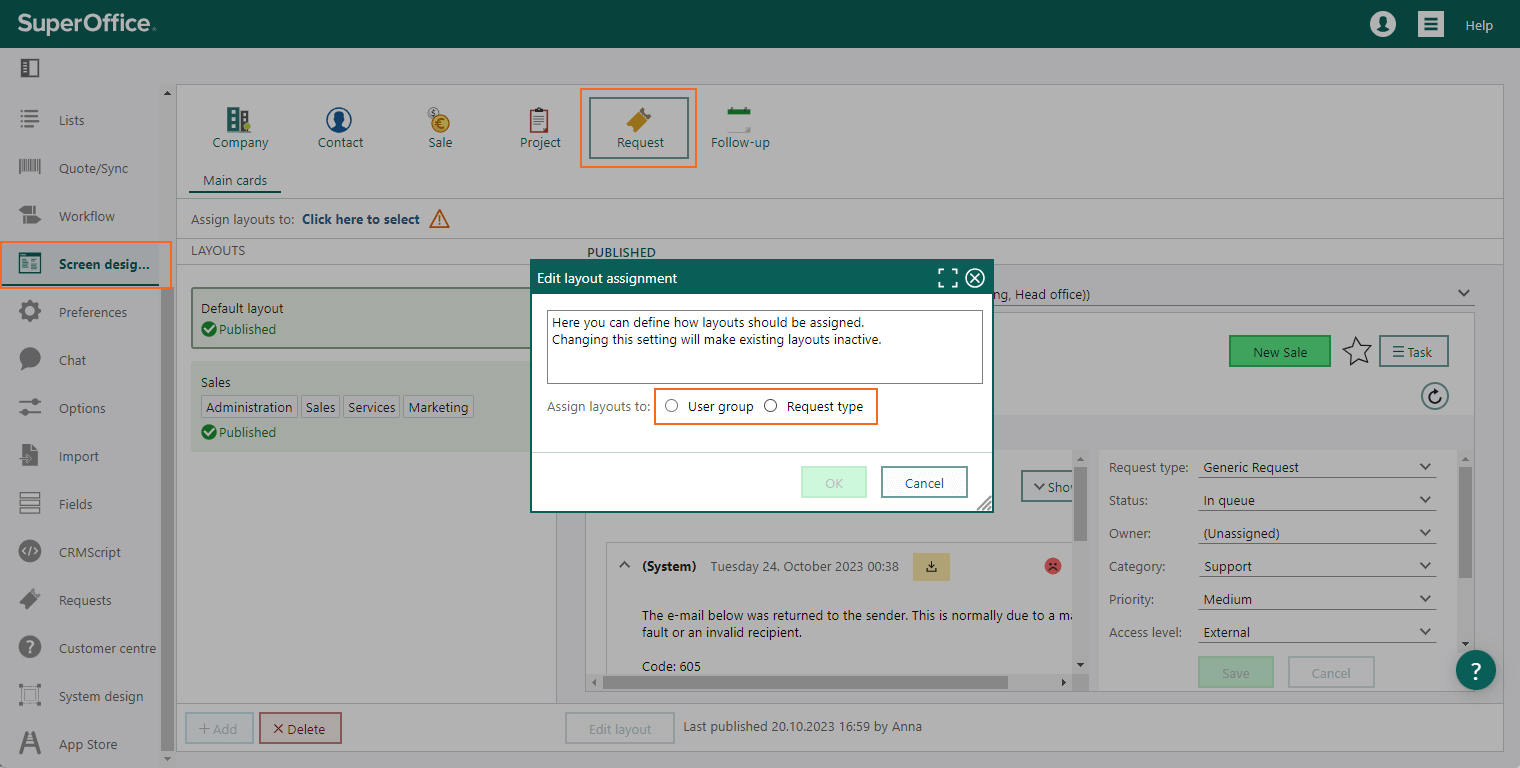 SuperOffice
Help
Lists
Quote/Sync
Workflow
Screen desig...
Preferences
Chat
Options
Import
Fields
CRMScript
Requests
Customer centre
System design
App Store
Company
Contact
Sale
Project
Request
Follow-up
Main cards
Assign layouts to: Click here to select
LAYOUTS
Default layout
Published
Sales
Administration Sales Services Marketing
Published
+ Add
Delete
PUBLISHED
Head office))
New Sale
Task
Edit layout assignment
Here you can define how layouts should be assigned.
Changing this setting will make existing layouts inactive.
Assign layouts to: User group Request type
OK
Cancel
(System) Tuesday 24. October 2023 00:38
The e-mail below was returned to the sender. This is normally due to a
fault or an invalid recipient.
Code: 605
Request type: Generic Request
Status: In queue
Owner: (Unassigned)
Category: Support
Priority: Medium
Access level: External
Save
Cancel
?
Edit layout
Last published 20.10.2023 16:59 by Anna